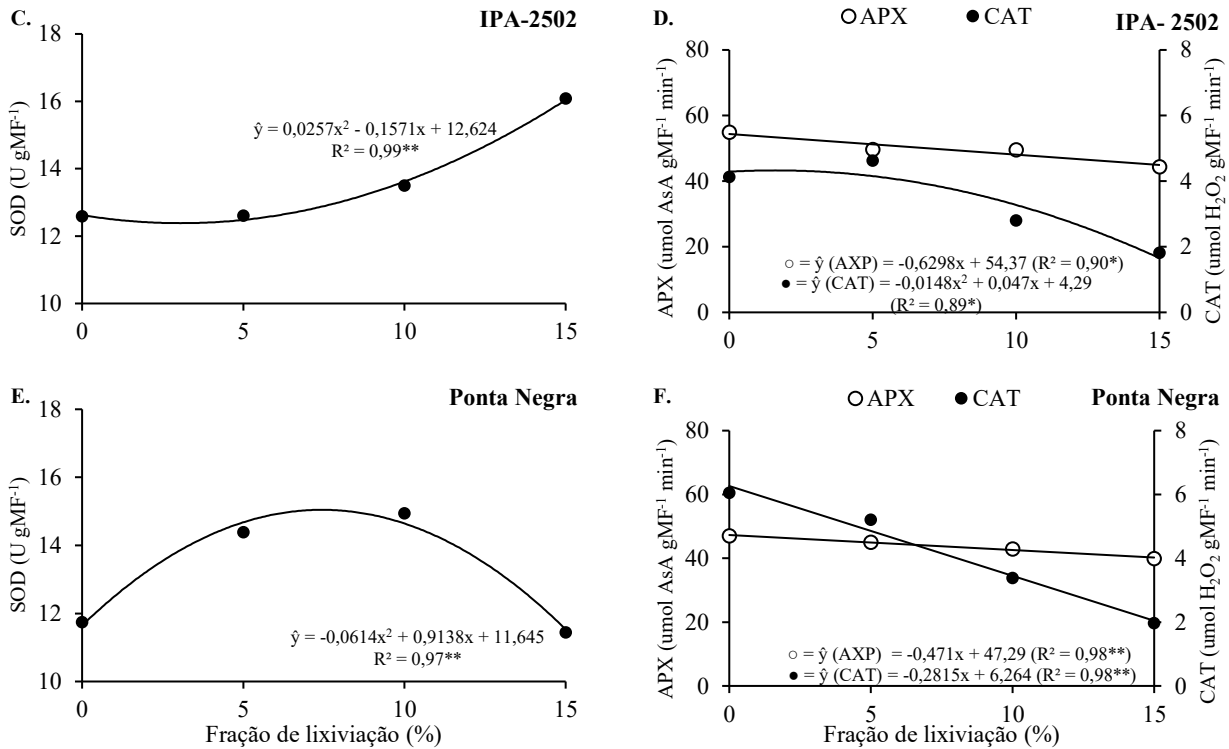 C.
IPA-2502
18
16
14
12
10
SOD (U gMF⁻¹)
ŷ = 0,0257x² - 0,1571x + 12,624
R² = 0,99**
0 5 10 15
D.
○ APX ● CAT
IPA- 2502
80
60
40
20
0
APX (umol AsA gMF⁻¹ min⁻¹)
8
6
4
2
0
CAT (umol H₂O₂ gMF⁻¹ min⁻¹)
○ = ŷ (AXP) = -0,6298x + 54,37 (R² = 0,90*)
● = ŷ (CAT) = -0,0148x² + 0,047x + 4,29
(R² = 0,89*)
0 5 10 15
E.
Ponta Negra
18
16
14
12
10
SOD (U gMF⁻¹)
ŷ = -0,0614x² + 0,9138x + 11,645
R² = 0,97**
0 5 10 15
Fração de lixiviação (%)
F.
○ APX ● CAT
Ponta Negra
80
60
40
20
0
APX (umol AsA gMF⁻¹ min⁻¹)
8
6
4
2
0
CAT (umol H₂O₂ gMF⁻¹ min⁻¹)
○ = ŷ (AXP) = -0,471x + 47,29 (R² = 0,98**)
● = ŷ (CAT) = -0,2815x + 6,264 (R² = 0,98**)
0 5 10 15
Fração de lixiviação (%)